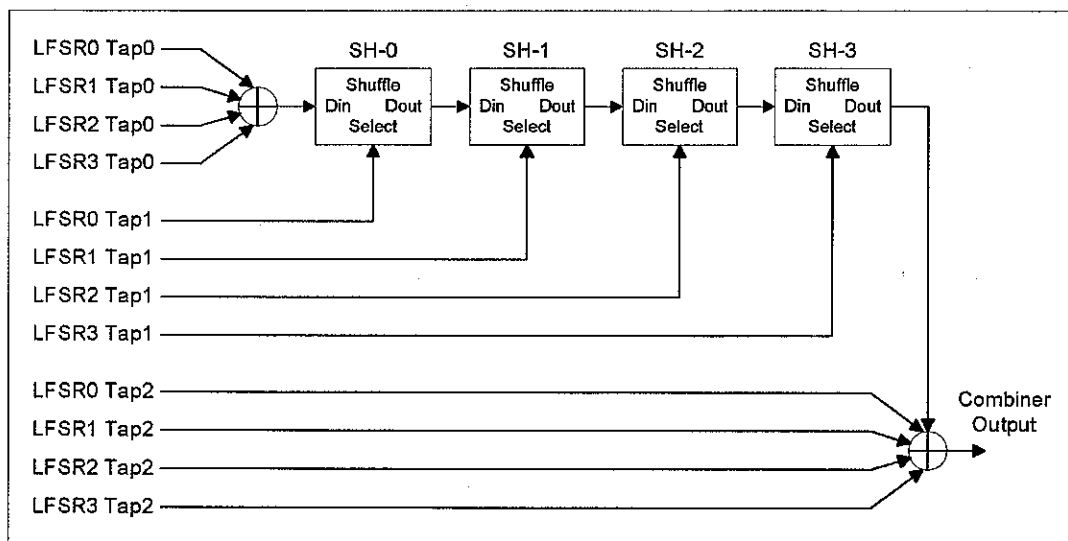 LFSR0 Tap0
LFSR1 Tap0
LFSR2 Tap0
LFSR3 Tap0
SH-0
Shuffle
Din Dout
Select
SH-1
Shuffle
Din Dout
Select
SH-2
Shuffle
Din Dout
Select
SH-3
Shuffle
Din Dout
Select
LFSR0 Tap1
LFSR1 Tap1
LFSR2 Tap1
LFSR3 Tap1
LFSR0 Tap2
LFSR1 Tap2
LFSR2 Tap2
LFSR3 Tap2
Combiner
Output